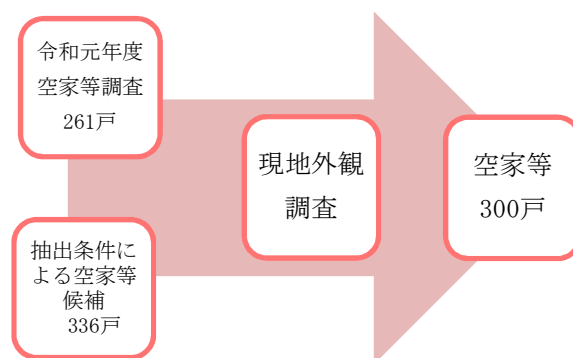 令和元年度
空家等調査
261戸
抽出条件に
よる空家等
候補
336戸
現地外観
調査
空家等
300戸